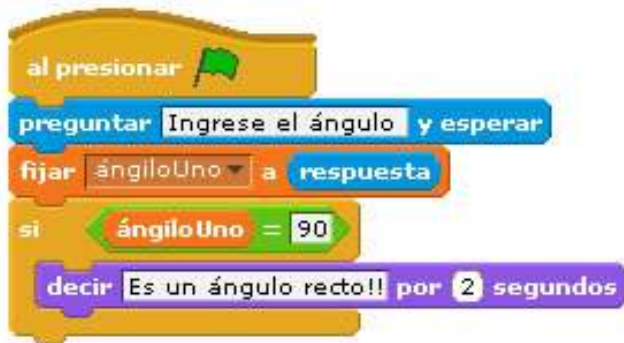 al presionar
preguntar Ingrese el ángulo y esperar
fijar ángiloUno a respuesta
si ángiloUno = 90
decir Es un ángulo recto!! por 2 segundos